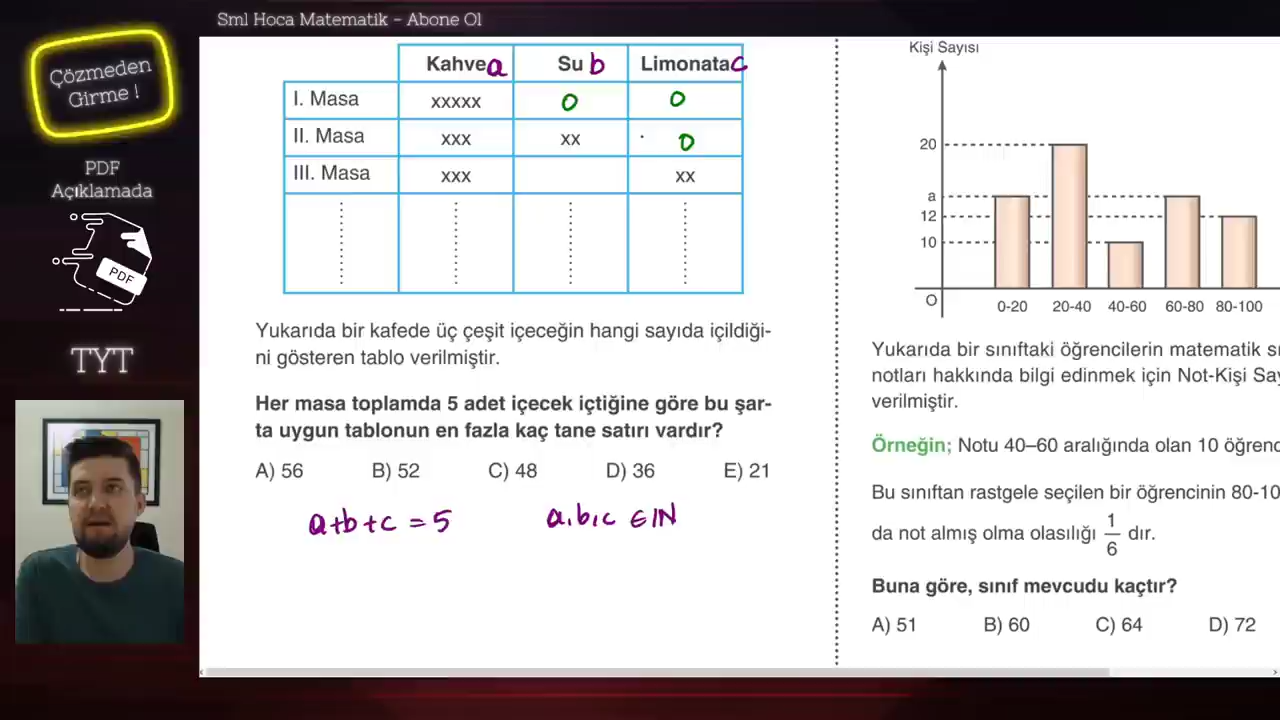 Sml Hoca Matematik - Abone Ol
Çözmeden
Girme !
PDF
Açıklamada
PDF
TYT
Kahve a Su b Limonata c
I. Masa xxxxx 0 0
II. Masa xxx xx 0
III. Masa xxx xx
Yukarıda bir kafede üç çeşit içeceğin hangi sayıda içildiği-
ni gösteren tablo verilmiştir.
Her masa toplamda 5 adet içecek içtiğine göre bu şar-
ta uygun tablonun en fazla kaç tane satırı vardır?
A) 56 B) 52 C) 48 D) 36 E) 21
a+b+c = 5 a,b,c ∈ IN
Kişi Sayısı
20
a
12
10
O
0-20 20-40 40-60 60-80 80-100
Yukarıda bir sınıftaki öğrencilerin matematik sı
notları hakkında bilgi edinmek için Not-Kişi Say
verilmiştir.
Örneğin; Notu 40–60 aralığında olan 10 öğrenc
Bu sınıftan rastgele seçilen bir öğrencinin 80-10
da not almış olma olasılığı 1/6 dır.
Buna göre, sınıf mevcudu kaçtır?
A) 51 B) 60 C) 64 D) 72